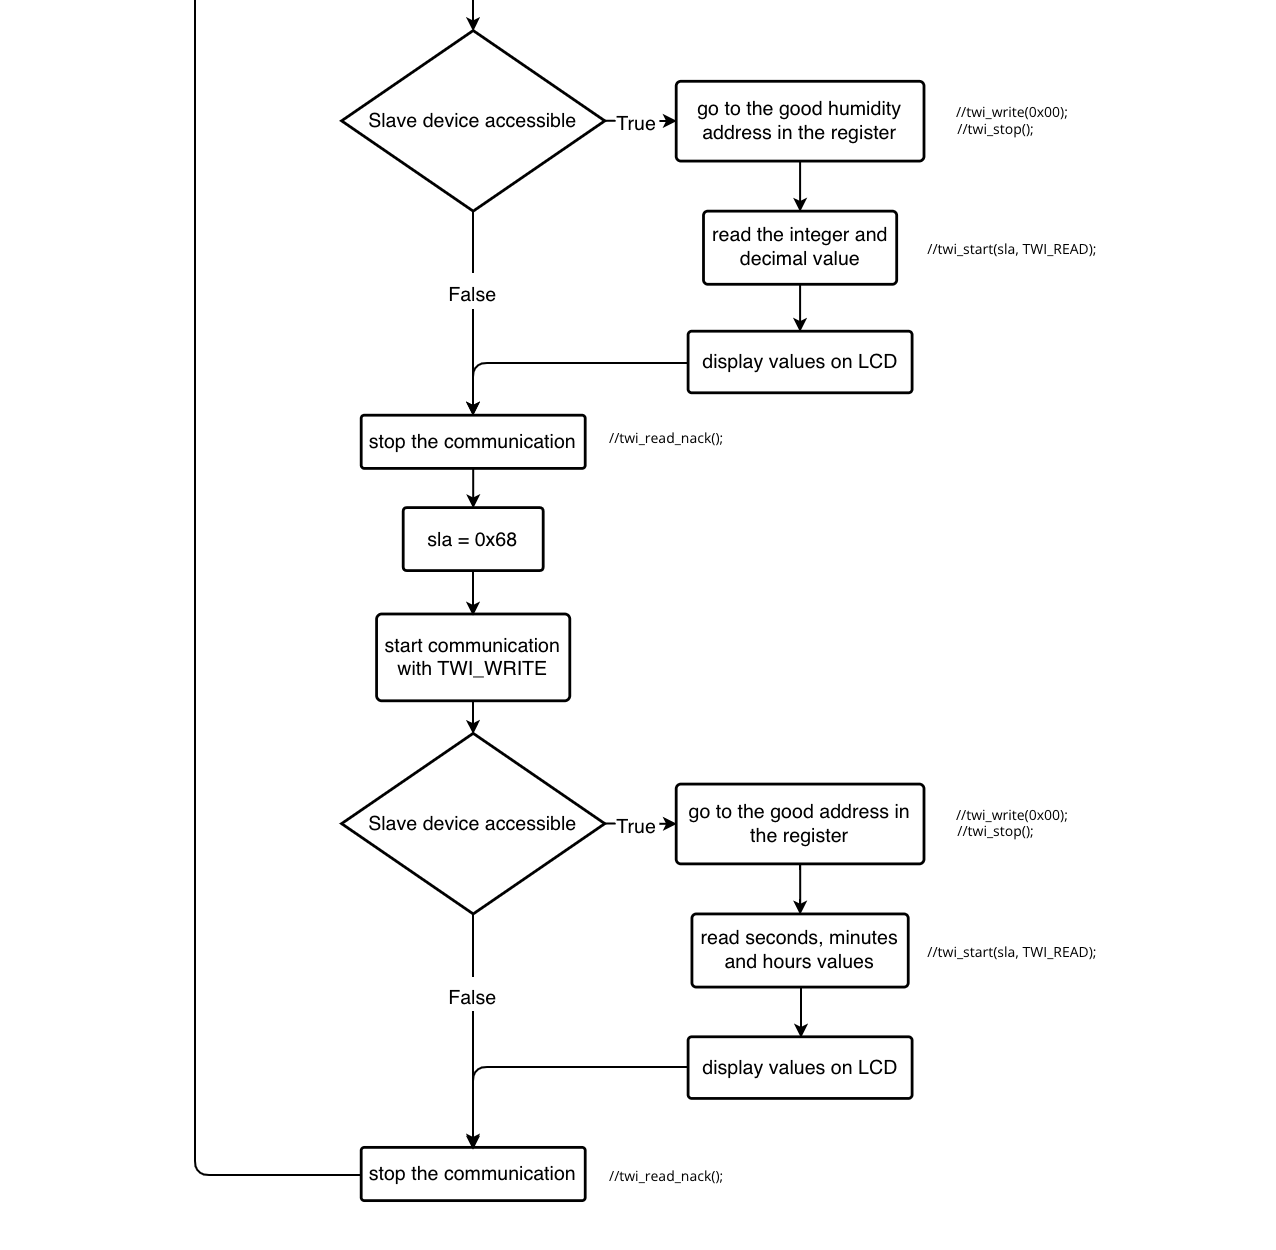 Slave device accessible
True
go to the good humidity
address in the register
//twi_write(0x00);
//twi_stop();
read the integer and
decimal value
//twi_start(sla, TWI_READ);
False
display values on LCD
stop the communication
//twi_read_nack();
sla = 0x68
start communication
with TWI_WRITE
Slave device accessible
True
go to the good address in
the register
//twi_write(0x00);
//twi_stop();
read seconds, minutes
and hours values
//twi_start(sla, TWI_READ);
False
display values on LCD
stop the communication
//twi_read_nack();